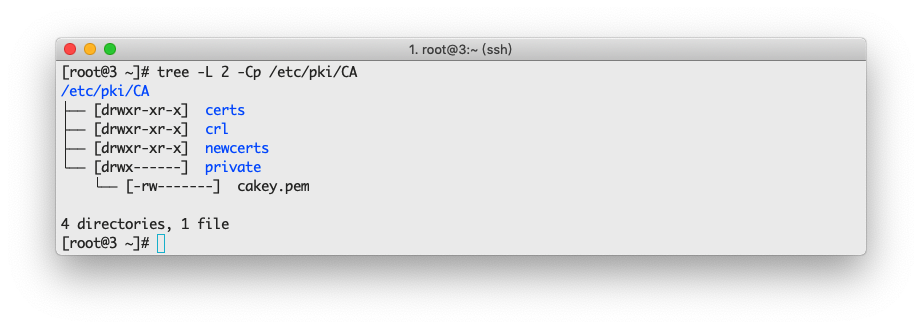 1. root@3:~ (ssh)
[root@3 ~]# tree -L 2 -Cp /etc/pki/CA
/etc/pki/CA
├── [drwxr-xr-x]  certs
├── [drwxr-xr-x]  crl
├── [drwxr-xr-x]  newcerts
└── [drwx------]  private
    └── [-rw-------]  cakey.pem
4 directories, 1 file
[root@3 ~]#